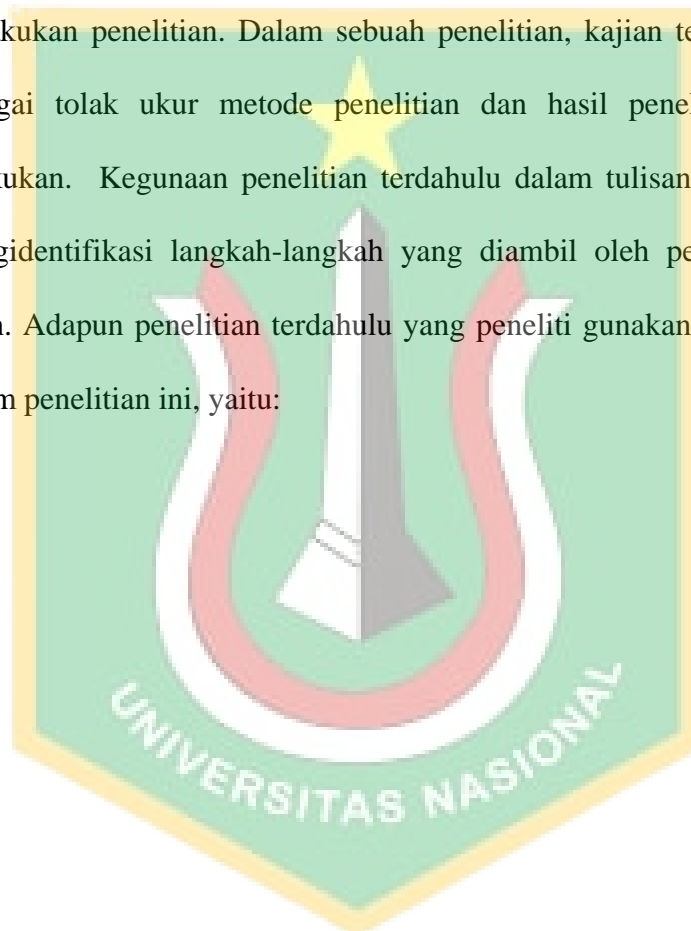 kukan penelitian. Dalam sebuah penelitian, kajian te
gai tolak ukur metode penelitian dan hasil penel
kukan. Kegunaan penelitian terdahulu dalam tulisan
gidentifikasi langkah-langkah yang diambil oleh pe
n. Adapun penelitian terdahulu yang peneliti gunakan
m penelitian ini, yaitu:
UNIVERSITAS NASIONAL